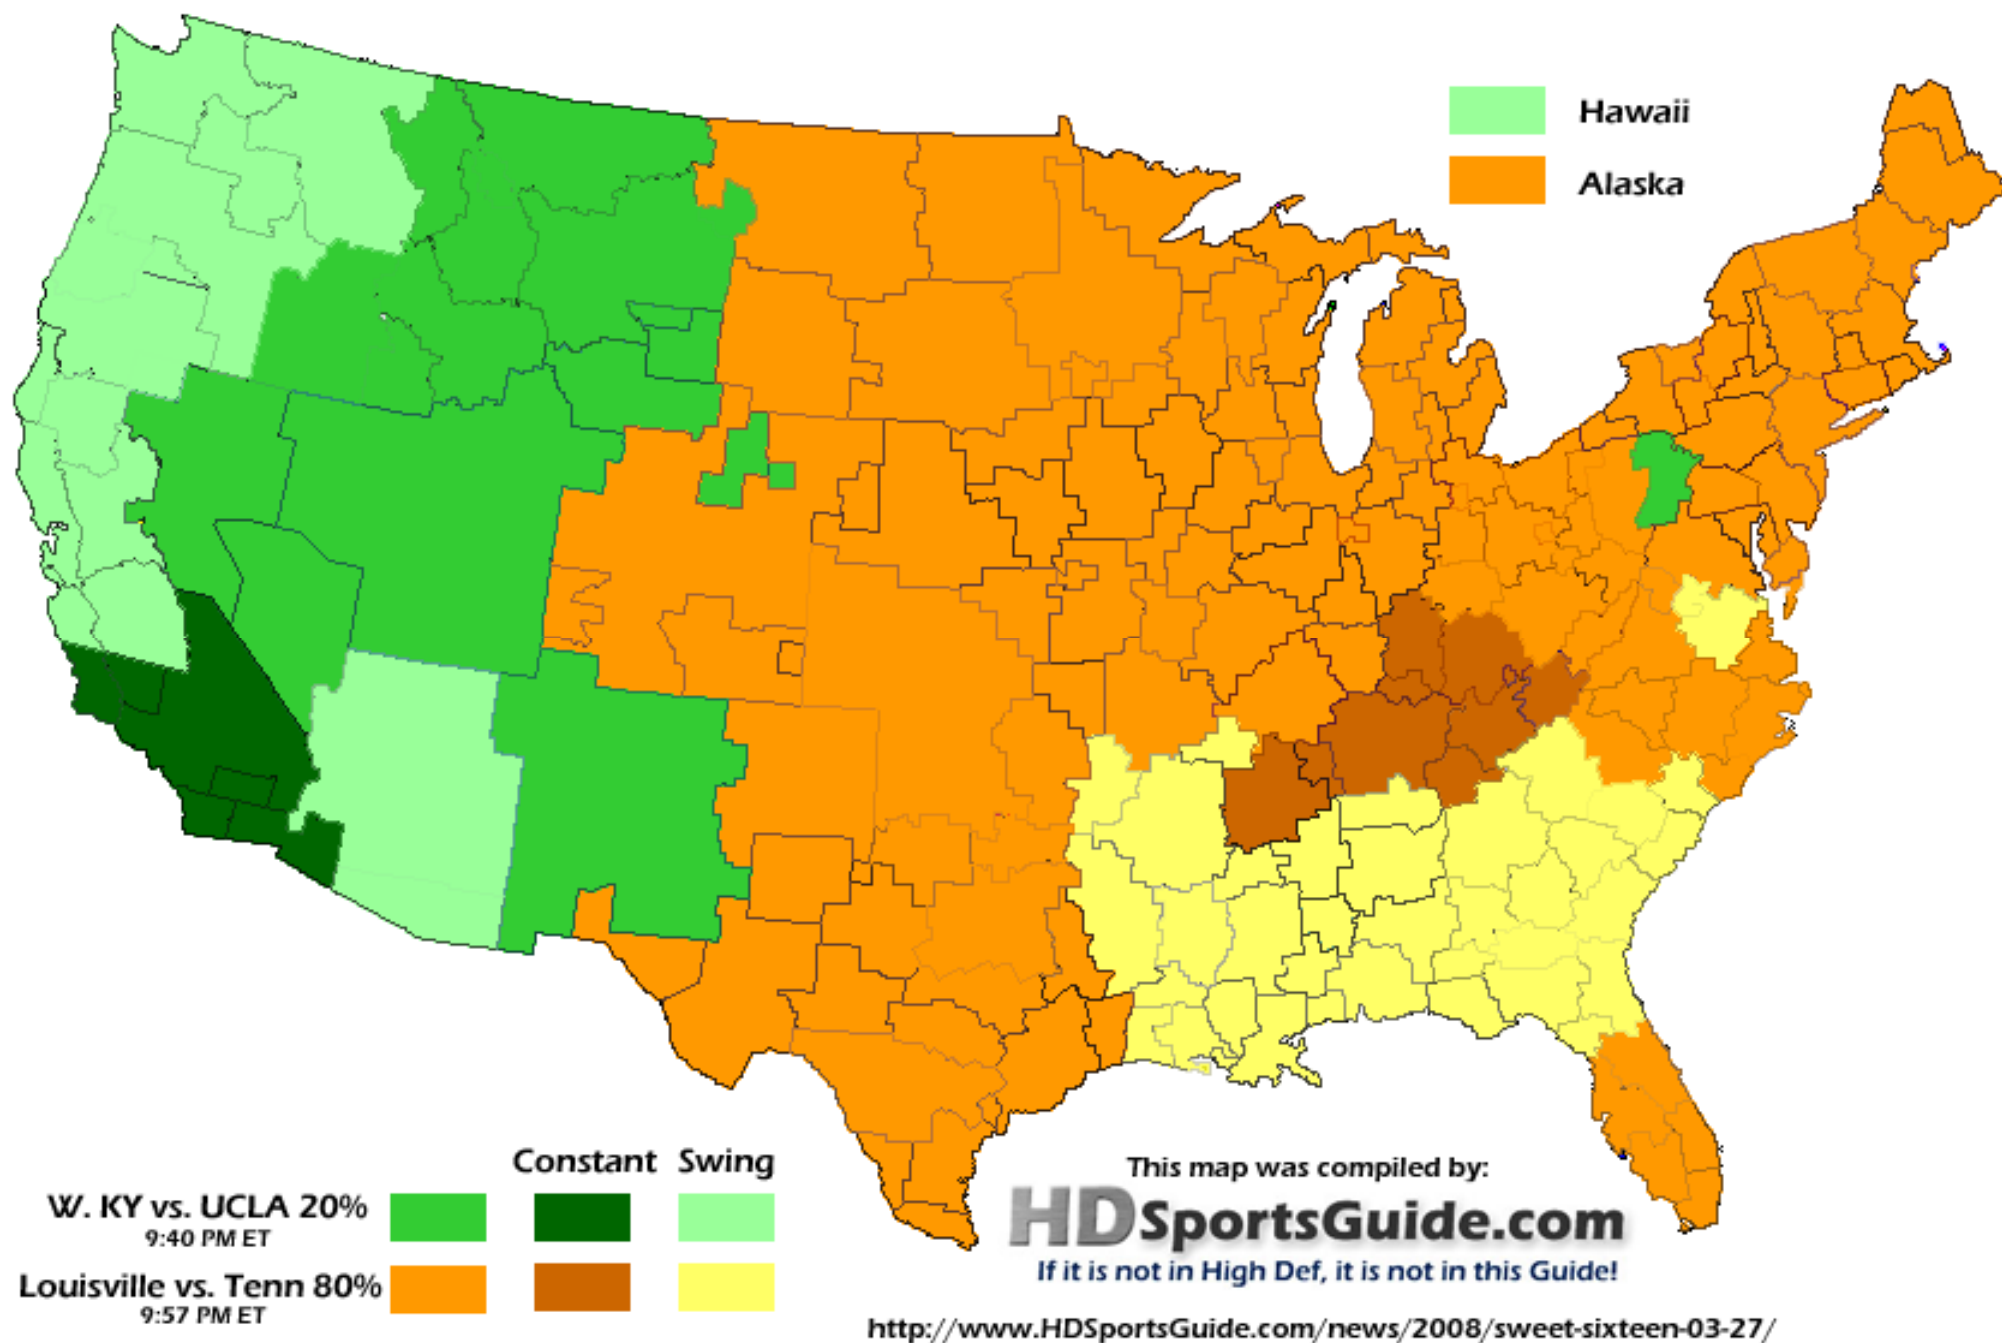 Hawaii
Alaska
Constant Swing
W. KY vs. UCLA 20%
9:40 PM ET
Louisville vs. Tenn 80%
9:57 PM ET
This map was compiled by:
HDSportsGuide.com
If it is not in High Def, it is not in this Guide!
http://www.HDSportsGuide.com/news/2008/sweet-sixteen-03-27/